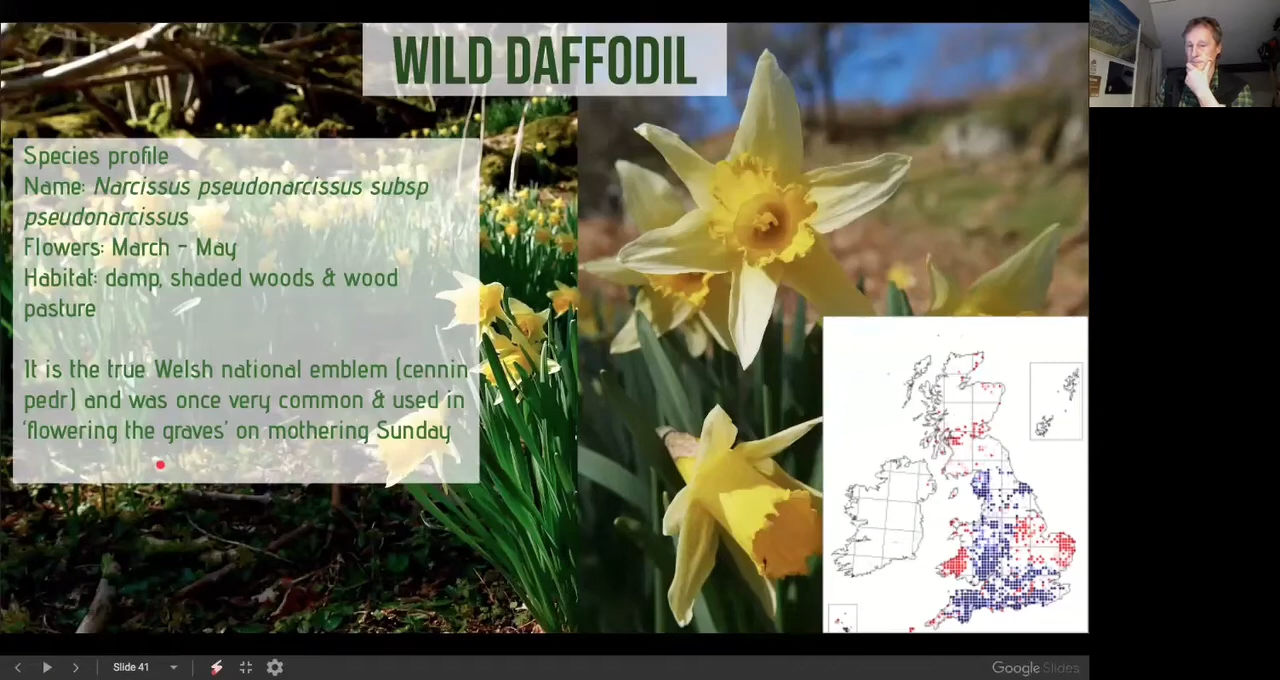 WILD DAFFODIL
Species profile
Name: Narcissus pseudonarcissus subsp
pseudonarcissus
Flowers: March - May
Habitat: damp, shaded woods & wood
pasture
It is the true Welsh national emblem (cennin
pedr) and was once very common & used in
'flowering the graves' on mothering Sunday
Slide 41
Google Slides